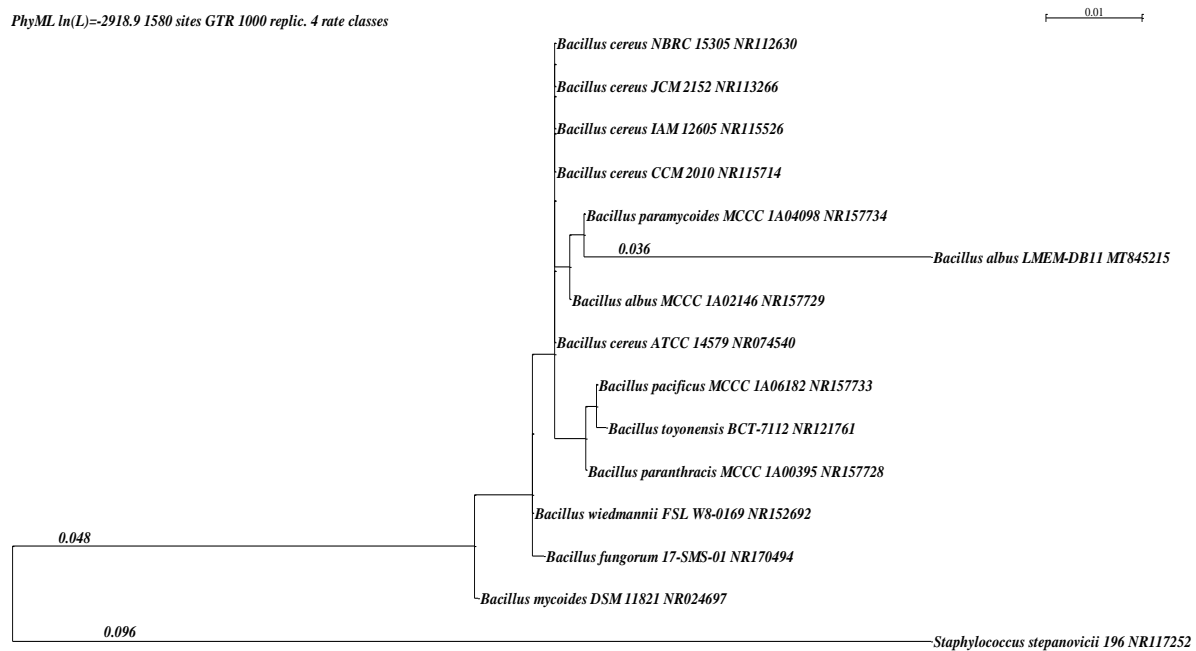 PhyML ln(L)=-2918.9 1580 sites GTR 1000 replic. 4 rate classes
0.01
Bacillus cereus NBRC 15305 NR112630
Bacillus cereus JCM 2152 NR113266
Bacillus cereus IAM 12605 NR115526
Bacillus cereus CCM 2010 NR115714
Bacillus paramycoides MCCC 1A04098 NR157734
0.036
Bacillus albus LMEM-DB11 MT845215
Bacillus albus MCCC 1A02146 NR157729
Bacillus cereus ATCC 14579 NR074540
Bacillus pacificus MCCC 1A06182 NR157733
Bacillus toyonensis BCT-7112 NR121761
Bacillus paranthracis MCCC 1A00395 NR157728
Bacillus wiedmannii FSL W8-0169 NR152692
0.048
Bacillus fungorum 17-SMS-01 NR170494
Bacillus mycoides DSM 11821 NR024697
0.096
Staphylococcus stepanovicii 196 NR117252